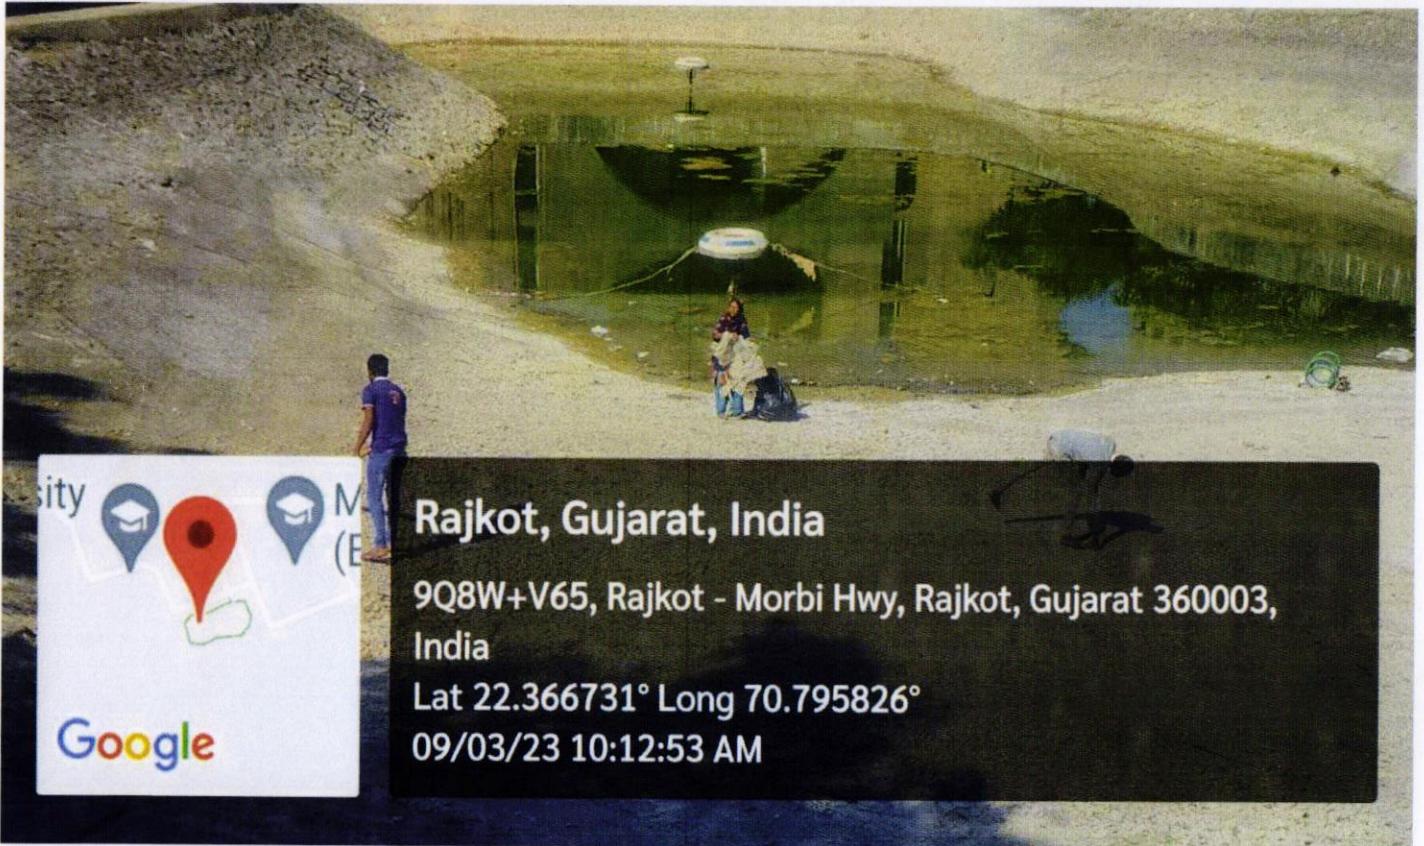 sity
M
(E
Google
Rajkot, Gujarat, India
9Q8W+V65, Rajkot - Morbi Hwy, Rajkot, Gujarat 360003,
India
Lat 22.366731° Long 70.795826°
09/03/23 10:12:53 AM